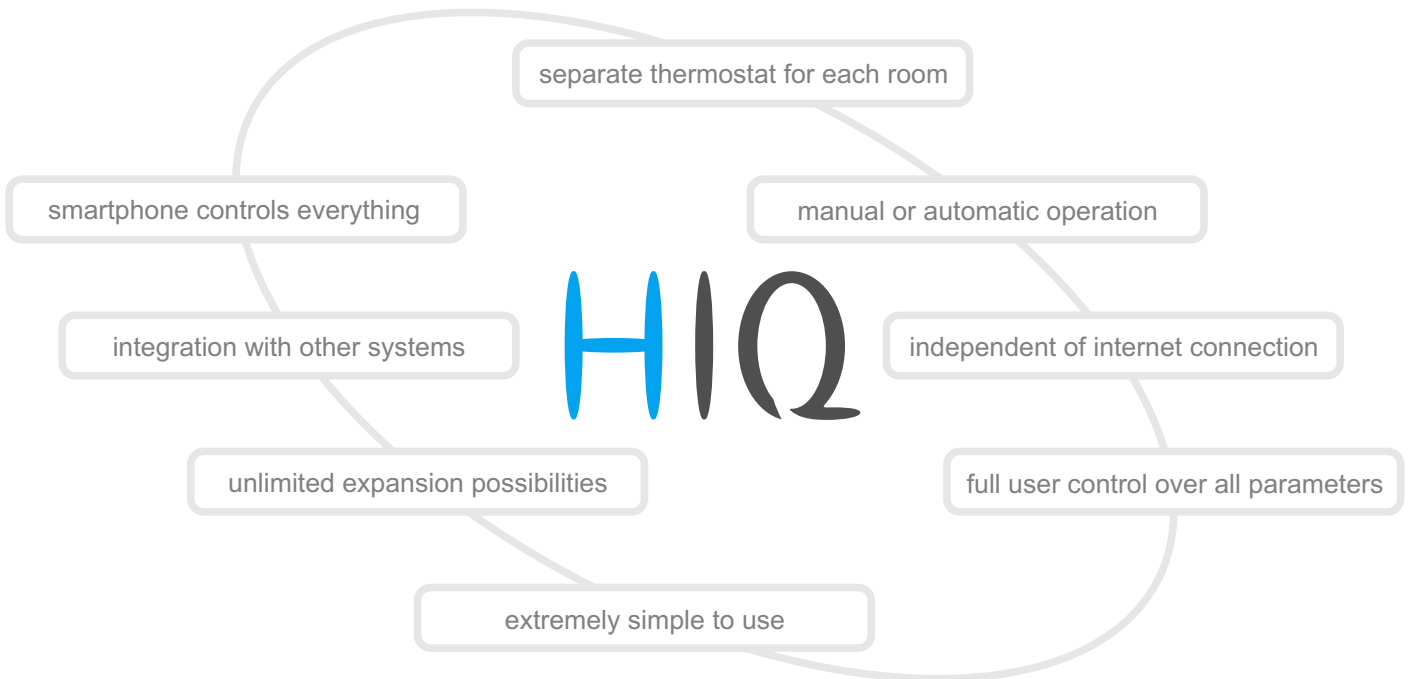 separate thermostat for each room
smartphone controls everything
manual or automatic operation
HIQ
integration with other systems
independent of internet connection
unlimited expansion possibilities
full user control over all parameters
extremely simple to use